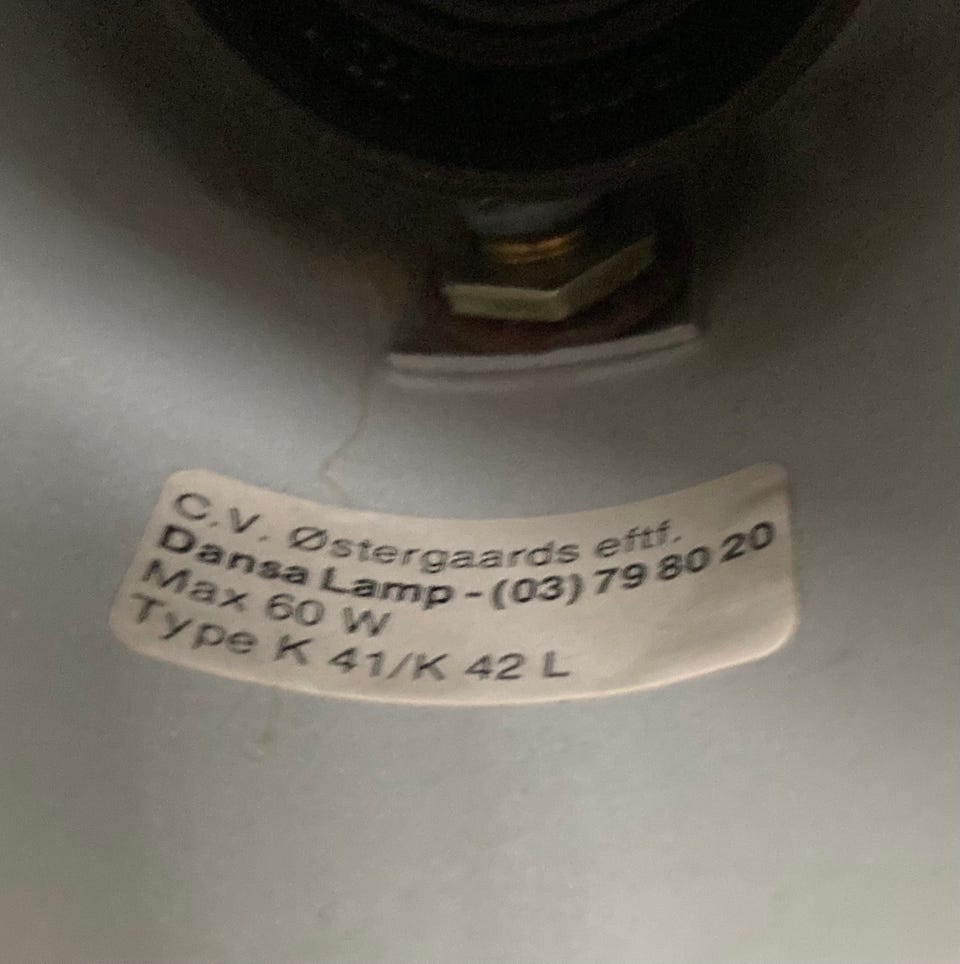 C.V. Østergaards eftf.
Dansa Lamp - (03) 79 80 20
Max 60 W
Type K 41/K 42 L